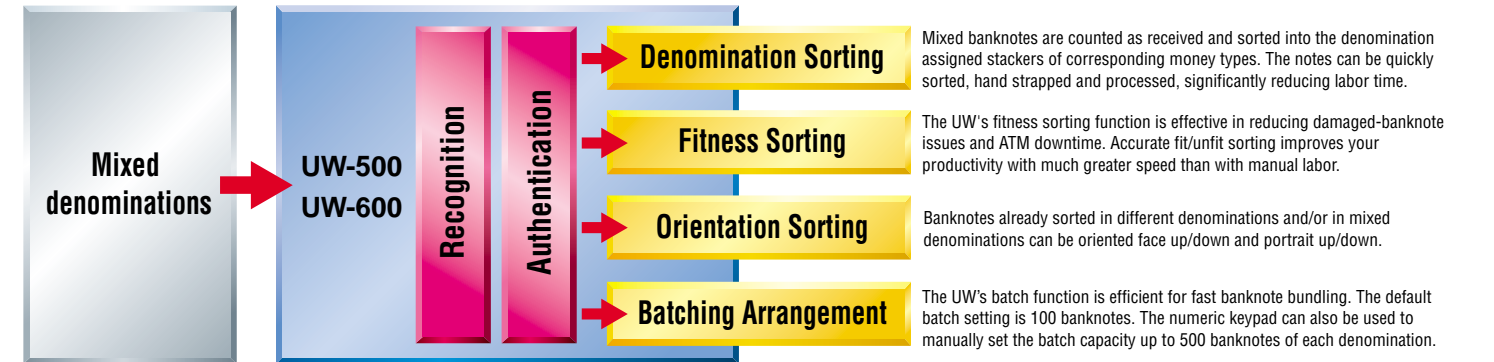 Mixed
denominations
UW-500
UW-600
Recognition
Authentication
Denomination Sorting
Mixed banknotes are counted as received and sorted into the denomination
assigned stackers of corresponding money types. The notes can be quickly
sorted, hand strapped and processed, significantly reducing labor time.
Fitness Sorting
The UW's fitness sorting function is effective in reducing damaged-banknote
issues and ATM downtime. Accurate fit/unfit sorting improves your
productivity with much greater speed than with manual labor.
Orientation Sorting
Banknotes already sorted in different denominations and/or in mixed
denominations can be oriented face up/down and portrait up/down.
Batching Arrangement
The UW’s batch function is efficient for fast banknote bundling. The default
batch setting is 100 banknotes. The numeric keypad can also be used to
manually set the batch capacity up to 500 banknotes of each denomination.